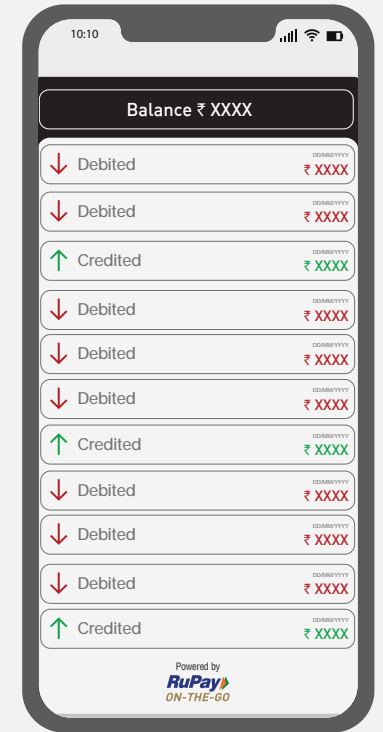 10:10
Balance ₹ XXXX
DD/MM/YYYY
Debited ₹ XXXX
DD/MM/YYYY
Debited ₹ XXXX
DD/MM/YYYY
Credited ₹ XXXX
DD/MM/YYYY
Debited ₹ XXXX
DD/MM/YYYY
Debited ₹ XXXX
DD/MM/YYYY
Debited ₹ XXXX
DD/MM/YYYY
Credited ₹ XXXX
DD/MM/YYYY
Debited ₹ XXXX
DD/MM/YYYY
Debited ₹ XXXX
DD/MM/YYYY
Debited ₹ XXXX
DD/MM/YYYY
Credited ₹ XXXX
Powered by
RuPay
ON-THE-GO